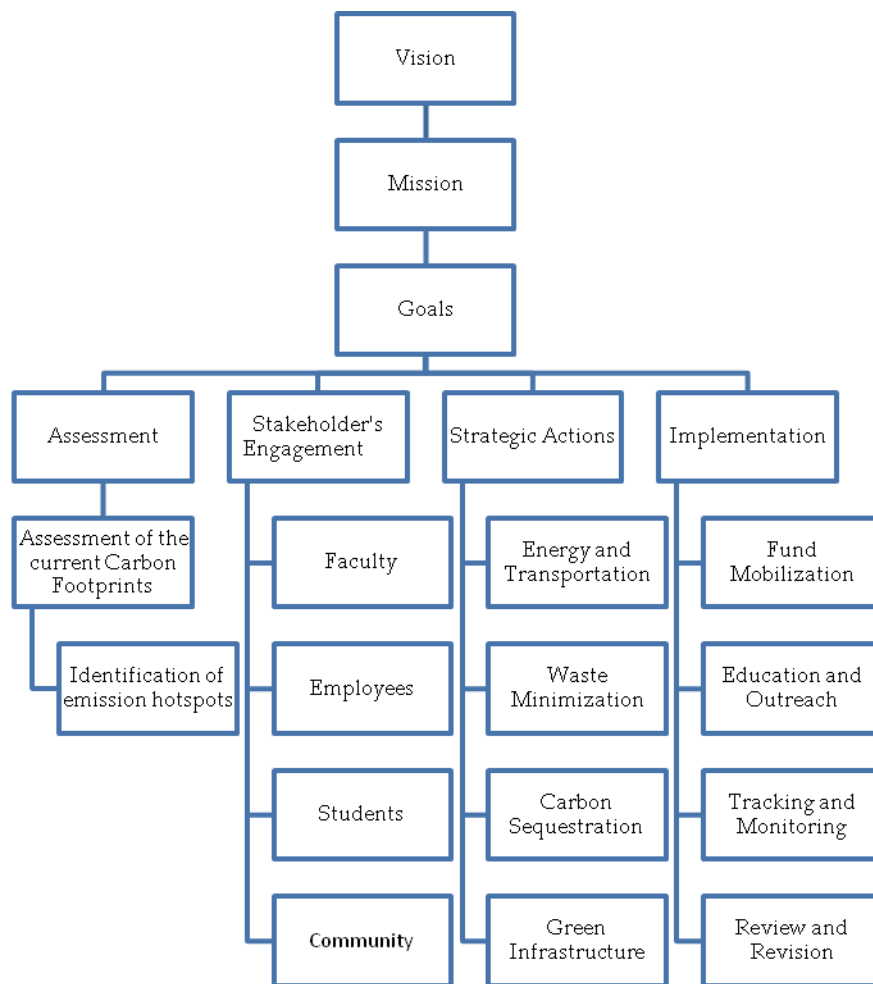 Vision
Mission
Goals
Assessment
Stakeholder's
Engagement
Strategic Actions
Implementation
Assessment of the
current Carbon
Footprints
Identification of
emission hotspots
Faculty
Employees
Students
Community
Energy and
Transportation
Waste
Minimization
Carbon
Sequestration
Green
Infrastructure
Fund
Mobilization
Education and
Outreach
Tracking and
Monitoring
Review and
Revision